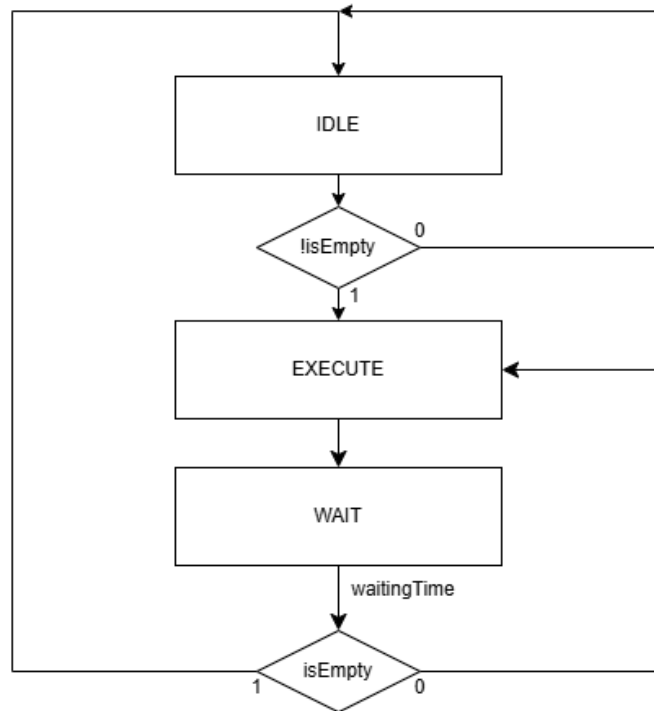 IDLE
!isEmpty
0
1
EXECUTE
WAIT
waitingTime
isEmpty
1
0